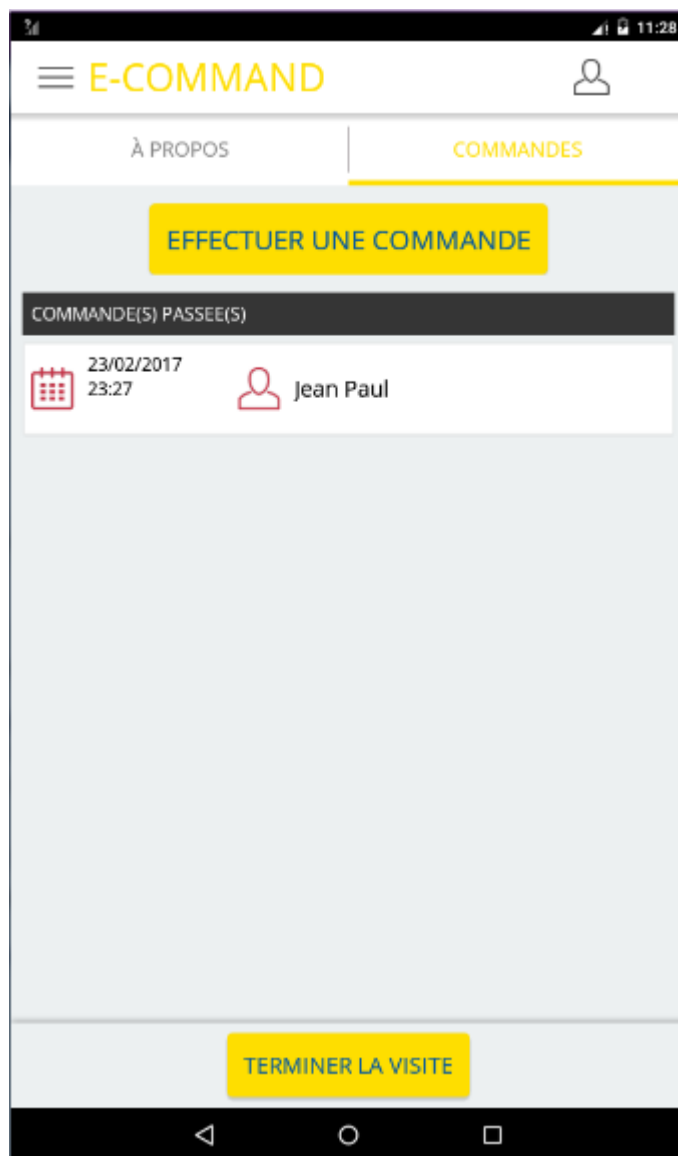 11:28
E-COMMAND
À PROPOS
COMMANDES
EFFECTUER UNE COMMANDE
COMMANDE(S) PASSEE(S)
23/02/2017
23:27
Jean Paul
TERMINER LA VISITE